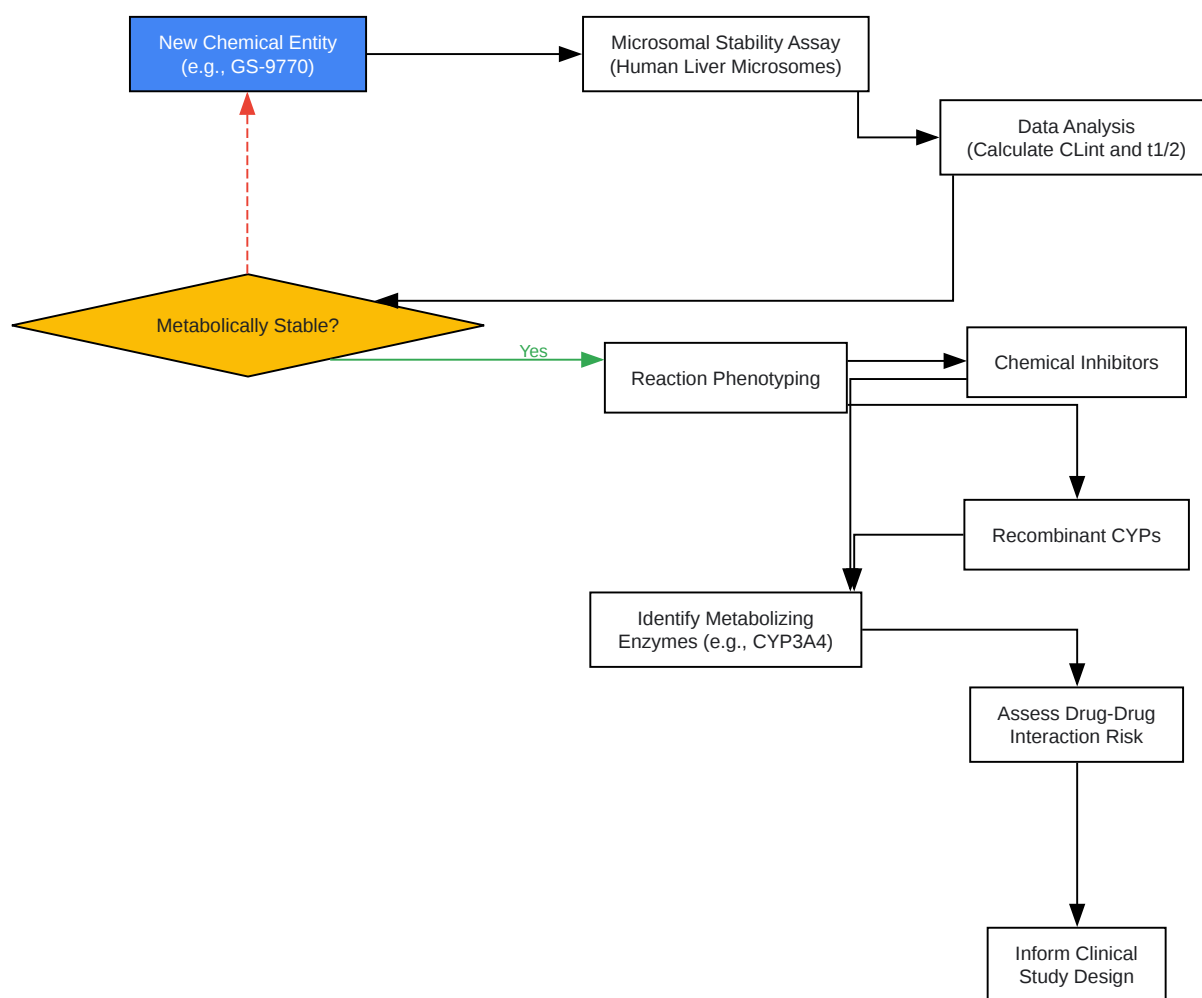 New Chemical Entity
(e.g., GS-9770)
Microsomal Stability Assay
(Human Liver Microsomes)
Data Analysis
(Calculate CLint and t1/2)
Metabolically Stable?
Yes
Reaction Phenotyping
Chemical Inhibitors
Recombinant CYPs
Identify Metabolizing
Enzymes (e.g., CYP3A4)
Assess Drug-Drug
Interaction Risk
Inform Clinical
Study Design